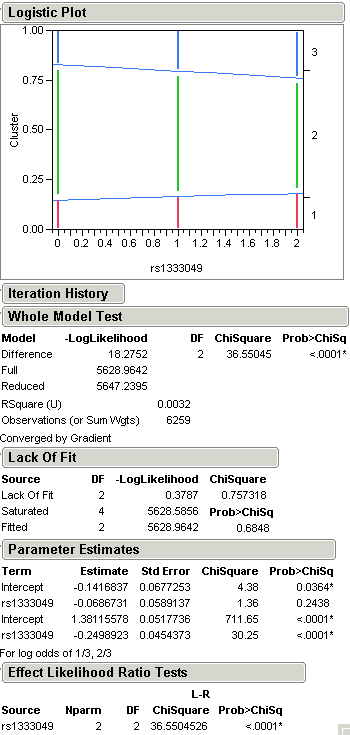 Logistic Plot
1.00
0.75
0.50
0.25
0.00
Cluster
3
2
1
0 0.2 0.4 0.6 0.8 1 1.2 1.4 1.6 1.8 2
rs1333049
Iteration History
Whole Model Test
Model -LogLikelihood DF ChiSquare Prob>ChiSq
Difference 18.2752 2 36.55045 <.0001*
Full 5628.9642
Reduced 5647.2395
RSquare (U) 0.0032
Observations (or Sum Wgts) 6259
Converged by Gradient
Lack Of Fit
Source DF -LogLikelihood ChiSquare
Lack Of Fit 2 0.3787 0.757318
Saturated 4 5628.5856 Prob>ChiSq
Fitted 2 5628.9642 0.6848
Parameter Estimates
Term Estimate Std Error ChiSquare Prob>ChiSq
Intercept -0.1416837 0.0677253 4.38 0.0364*
rs1333049 -0.0686731 0.0589137 1.36 0.2438
Intercept 1.38115578 0.0517736 711.65 <.0001*
rs1333049 -0.2498923 0.0454373 30.25 <.0001*
For log odds of 1/3, 2/3
Effect Likelihood Ratio Tests
L-R
Source Nparm DF ChiSquare Prob>ChiSq
rs1333049 2 2 36.5504526 <.0001*